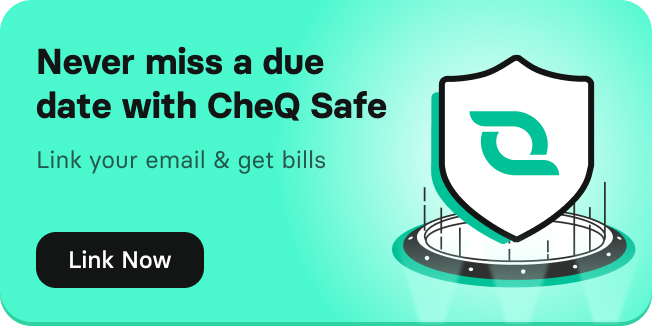 Never miss a due
date with CheQ Safe
Link your email & get bills
Link Now